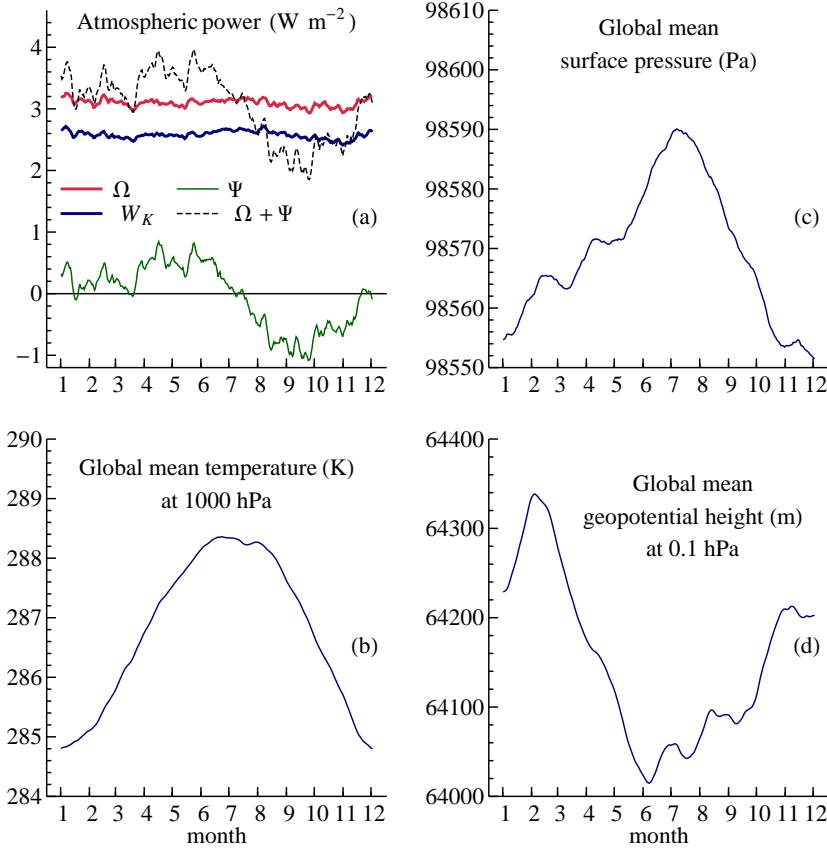 Atmospheric power (W m−2)
4
3
2
1
0
−1
Ω
Ψ
W_K
Ω + Ψ
(a)
1 2 3 4 5 6 7 8 9 10 11 12
Global mean
surface pressure (Pa)
98610
98600
98590
98580
98570
98560
98550
(c)
1 2 3 4 5 6 7 8 9 10 11 12
Global mean temperature (K)
at 1000 hPa
290
289
288
287
286
285
284
(b)
1 2 3 4 5 6 7 8 9 10 11 12
month
Global mean
geopotential height (m)
at 0.1 hPa
64400
64300
64200
64100
64000
(d)
1 2 3 4 5 6 7 8 9 10 11 12
month